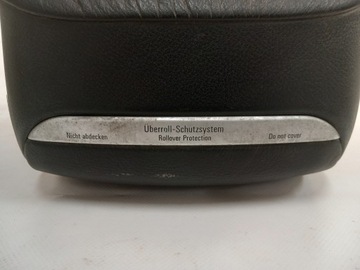 Überroll-Schutzsystem
Nicht abdecken Rollover Protection Do not cover